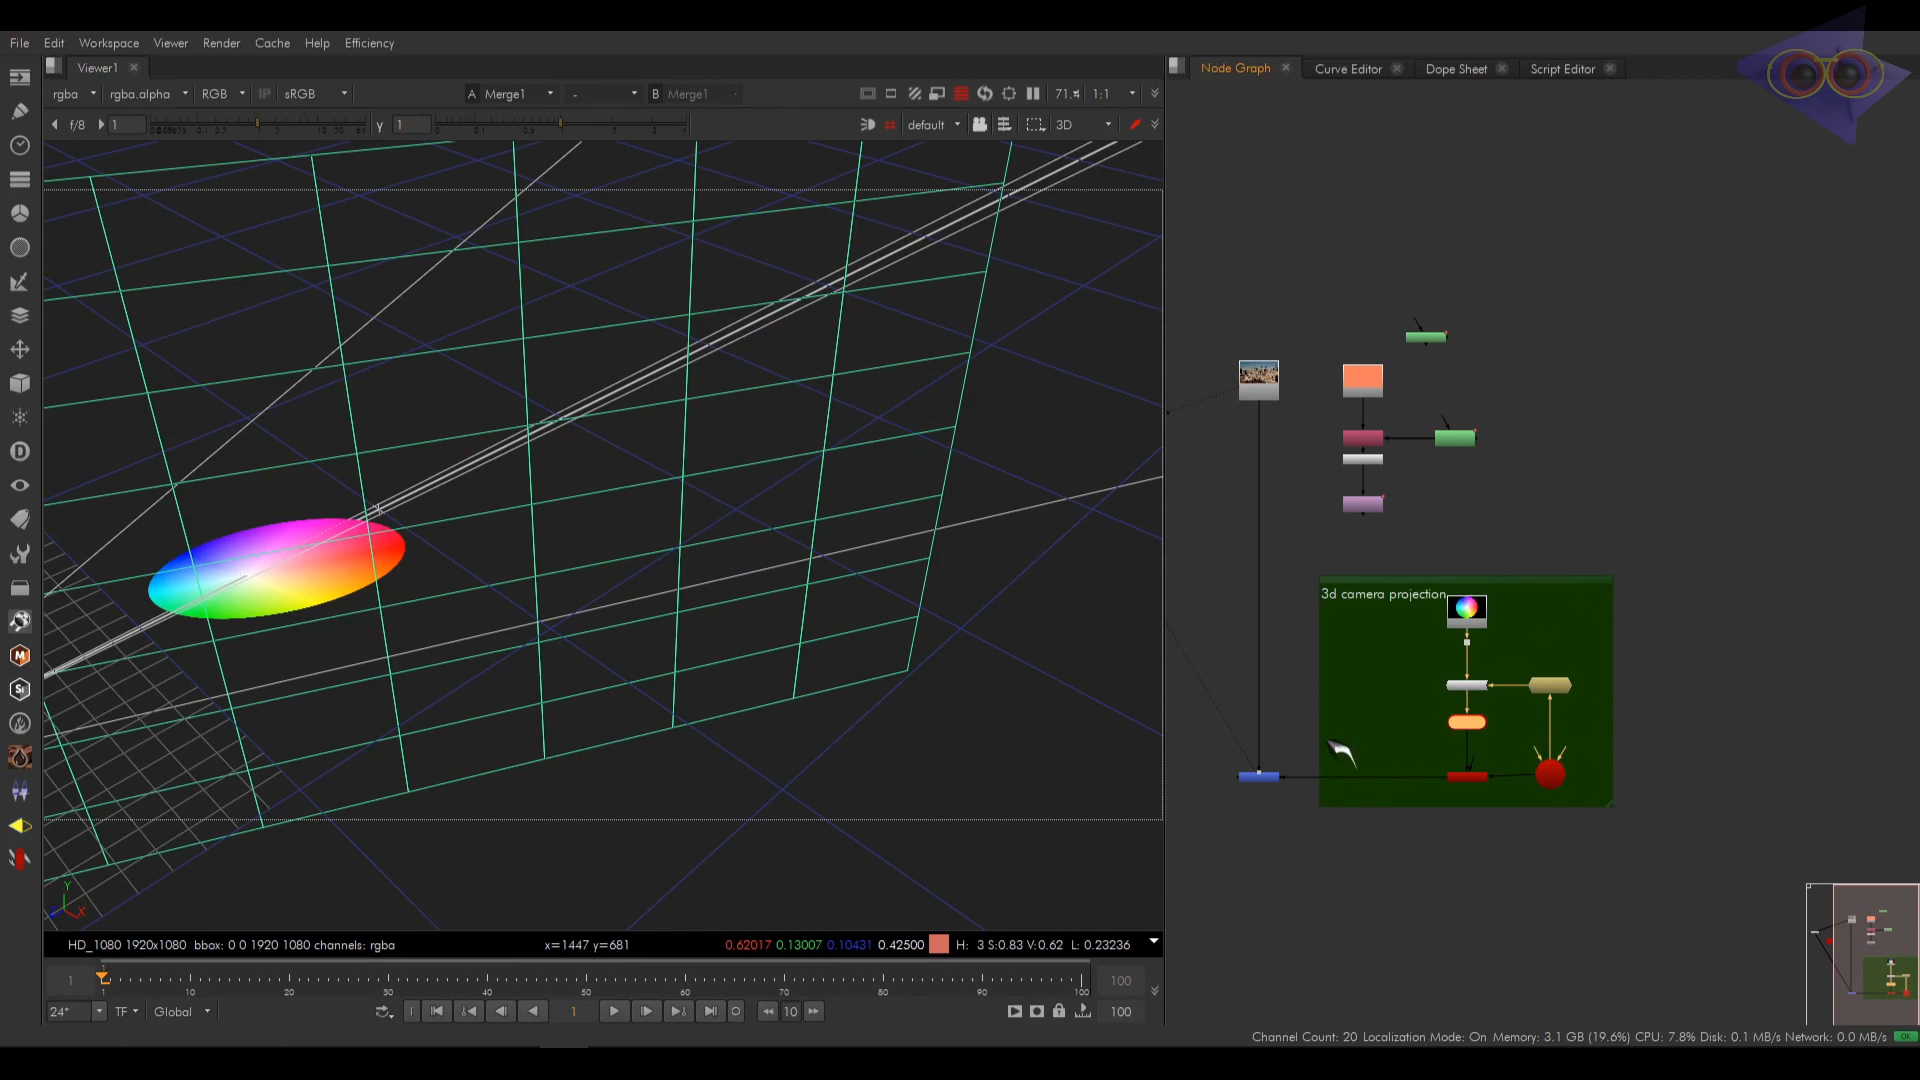 File Edit Workspace Viewer Render Cache Help Efficiency
Viewer1
Node Graph Curve Editor Dope Sheet Script Editor
rgba rgba.alpha RGB IP sRGB A Merge1 - B Merge1 1:1
f/8 1 Y 1 default 3D
3d camera projection
HD_1080 1920x1080 bbox: 0 0 1920 1080 channels: rgba x=1447 y=681 0.62017 0.13007 0.10431 0.42500 H: 3 S:0.83 V:0.62 L: 0.23236
1 1 100
1 10 20 30 40 50 60 70 80 90 100
24* TF Global 1 10 100
Channel Count: 20 Localization Mode: On Memory: 3.1 GB (19.6%) CPU: 7.8% Disk: 0.1 MB/s Network: 0.0 MB/s OK